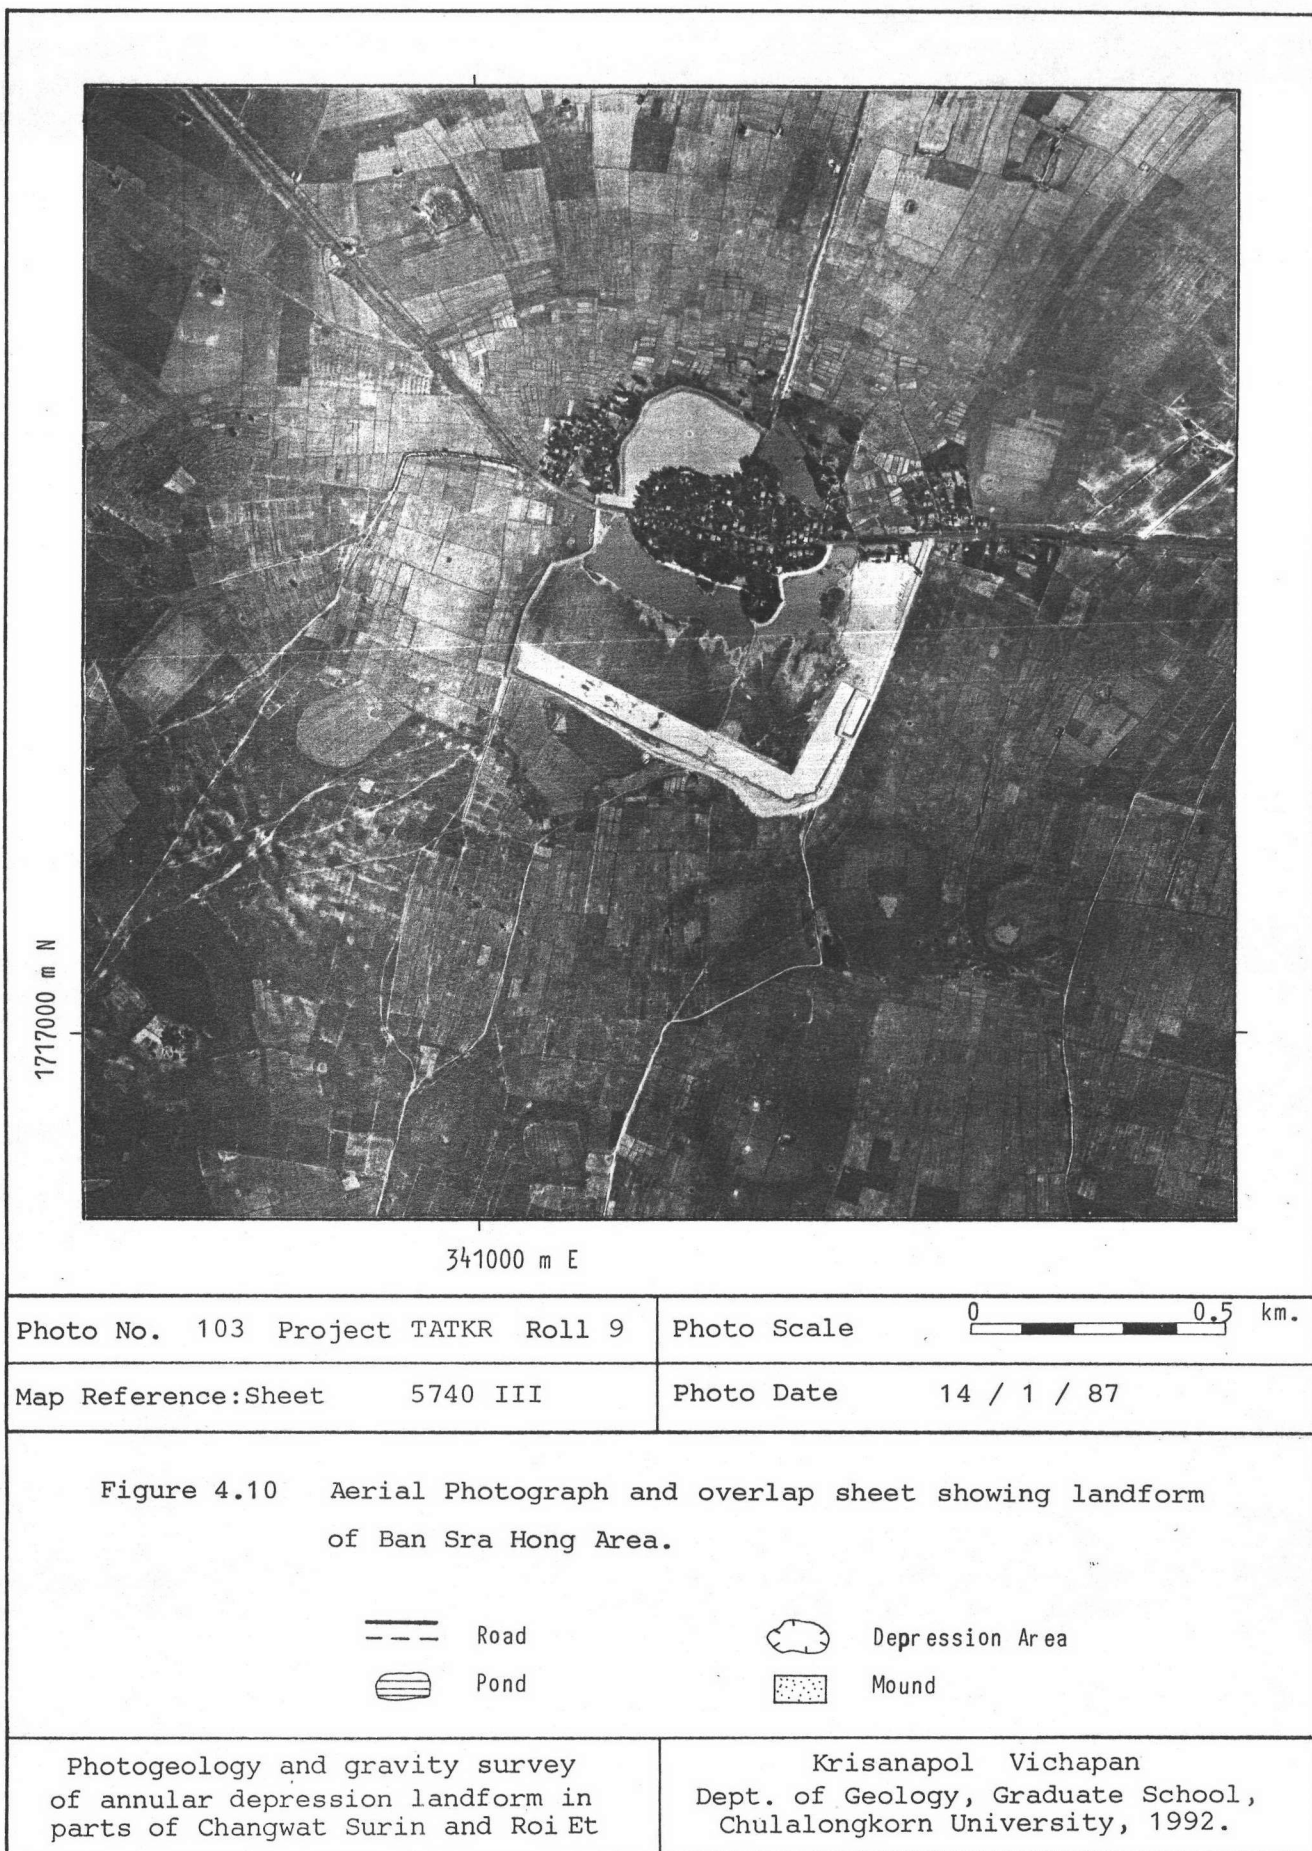 1717000 m N
341000 m E
Photo No. 103 Project TATKR Roll 9
Photo Scale 0 0.5 km.
Map Reference:Sheet 5740 III
Photo Date 14 / 1 / 87
Figure 4.10 Aerial Photograph and overlap sheet showing landform
of Ban Sra Hong Area.
Road
Depression Area
Pond
Mound
Photogeology and gravity survey
of annular depression landform in
parts of Changwat Surin and Roi Et
Krisanapol Vichapan
Dept. of Geology, Graduate School,
Chulalongkorn University, 1992.